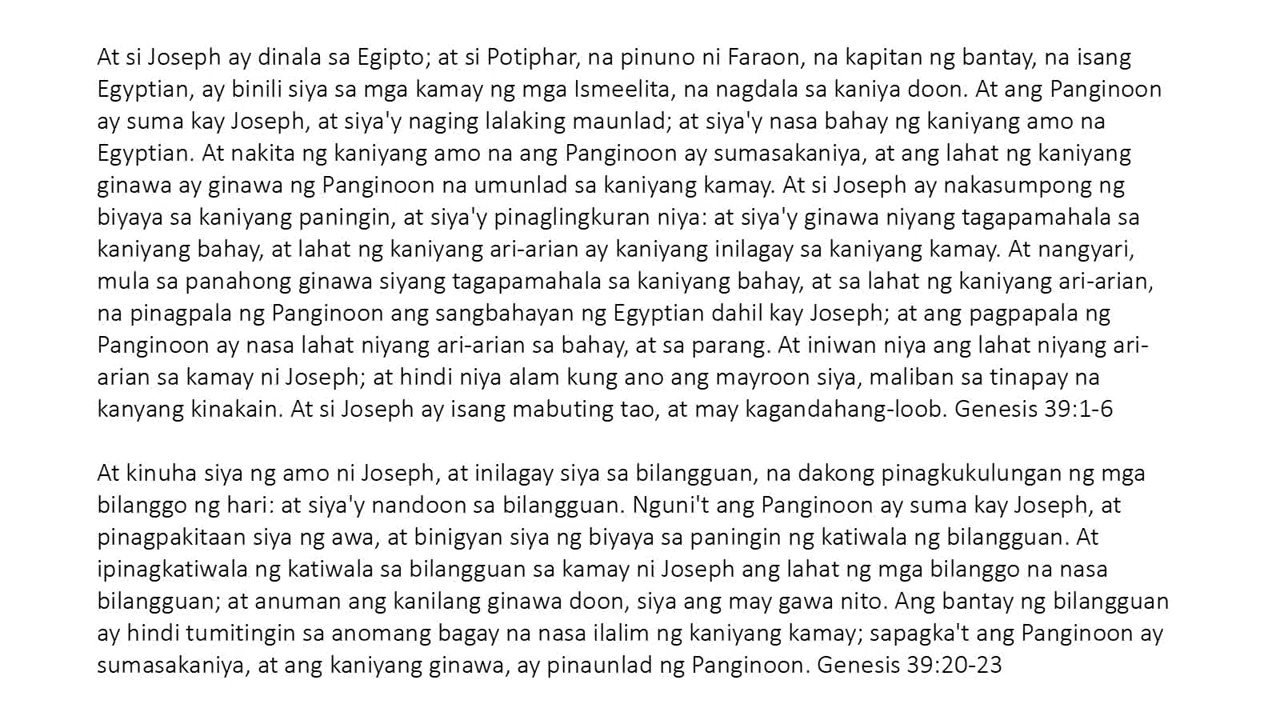 At si Joseph ay dinala sa Egipto; at si Potiphar, na pinuno ni Faraon, na kapitan ng bantay, na isang
Egyptian, ay binili siya sa mga kamay ng mga Ismeelita, na nagdala sa kaniya doon. At ang Panginoon
ay suma kay Joseph, at siya'y naging lalaking maunlad; at siya'y nasa bahay ng kaniyang amo na
Egyptian. At nakita ng kaniyang amo na ang Panginoon ay sumasakaniya, at ang lahat ng kaniyang
ginawa ay ginawa ng Panginoon na umunlad sa kaniyang kamay. At si Joseph ay nakasumpong ng
biyaya sa kaniyang paningin, at siya'y pinaglingkuran niya: at siya'y ginawa niyang tagapamahala sa
kaniyang bahay, at lahat ng kaniyang ari-arian ay kaniyang inilagay sa kaniyang kamay. At nangyari,
mula sa panahong ginawa siyang tagapamahala sa kaniyang bahay, at sa lahat ng kaniyang ari-arian,
na pinagpala ng Panginoon ang sangbahayan ng Egyptian dahil kay Joseph; at ang pagpapala ng
Panginoon ay nasa lahat niyang ari-arian sa bahay, at sa parang. At iniwan niya ang lahat niyang ari-
arian sa kamay ni Joseph; at hindi niya alam kung ano ang mayroon siya, maliban sa tinapay na
kanyang kinakain. At si Joseph ay isang mabuting tao, at may kagandahang-loob. Genesis 39:1-6
At kinuha siya ng amo ni Joseph, at inilagay siya sa bilangguan, na dakong pinagkukulungan ng mga
bilanggo ng hari: at siya'y nandoon sa bilangguan. Nguni't ang Panginoon ay suma kay Joseph, at
pinagpakitaan siya ng awa, at binigyan siya ng biyaya sa paningin ng katiwala ng bilangguan. At
ipinagkatiwala ng katiwala sa bilangguan sa kamay ni Joseph ang lahat ng mga bilanggo na nasa
bilangguan; at anuman ang kanilang ginawa doon, siya ang may gawa nito. Ang bantay ng bilangguan
ay hindi tumitingin sa anomang bagay na nasa ilalim ng kaniyang kamay; sapagka't ang Panginoon ay
sumasakaniya, at ang kaniyang ginawa, ay pinaunlad ng Panginoon. Genesis 39:20-23